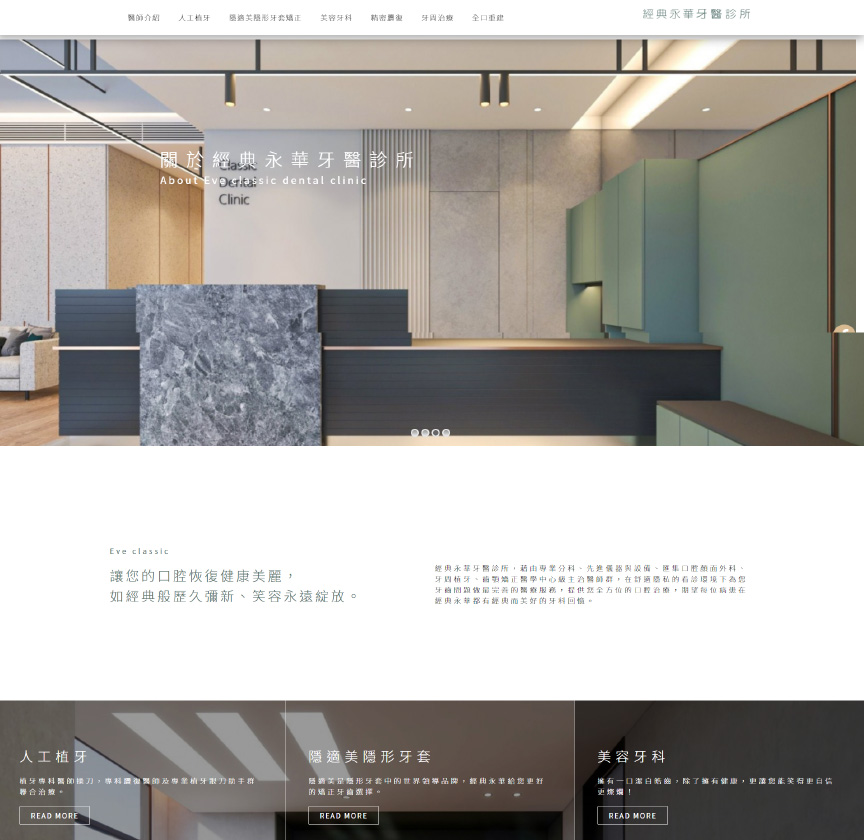 醫師介紹 人工植牙 隱適美隱形牙套矯正 美容牙科 精密贋復 牙周治療 全口重建
經典永華牙醫診所
關於經典永華牙醫診所
About Eve classic dental clinic
Classic
Dental
Clinic
Eve classic
讓您的口腔恢復健康美麗，
如經典般歷久彌新、笑容永遠綻放。
經典永華牙醫診所，藉由專業分科、先進儀器與設備、匯集口腔顏面外科、
牙周植牙、齒顎矯正醫學中心級主治醫師群，在舒適隱私的看診環境下為您
牙齒問題做最完善的醫療服務，提供您全方位的口腔治療，期望每位病患在
經典永華都有經典而美好的牙科回憶。
人工植牙
植牙專科醫師操刀，專科贋復醫師及專業植牙跟刀助手群
聯合治療。
READ MORE
隱適美隱形牙套
隱適美是隱形牙套中的世界領導品牌，經典永華給您更好
的矯正牙齒選擇。
READ MORE
美容牙科
擁有一口潔白皓齒，除了擁有健康，更讓您能笑得更自信
更燦爛！
READ MORE